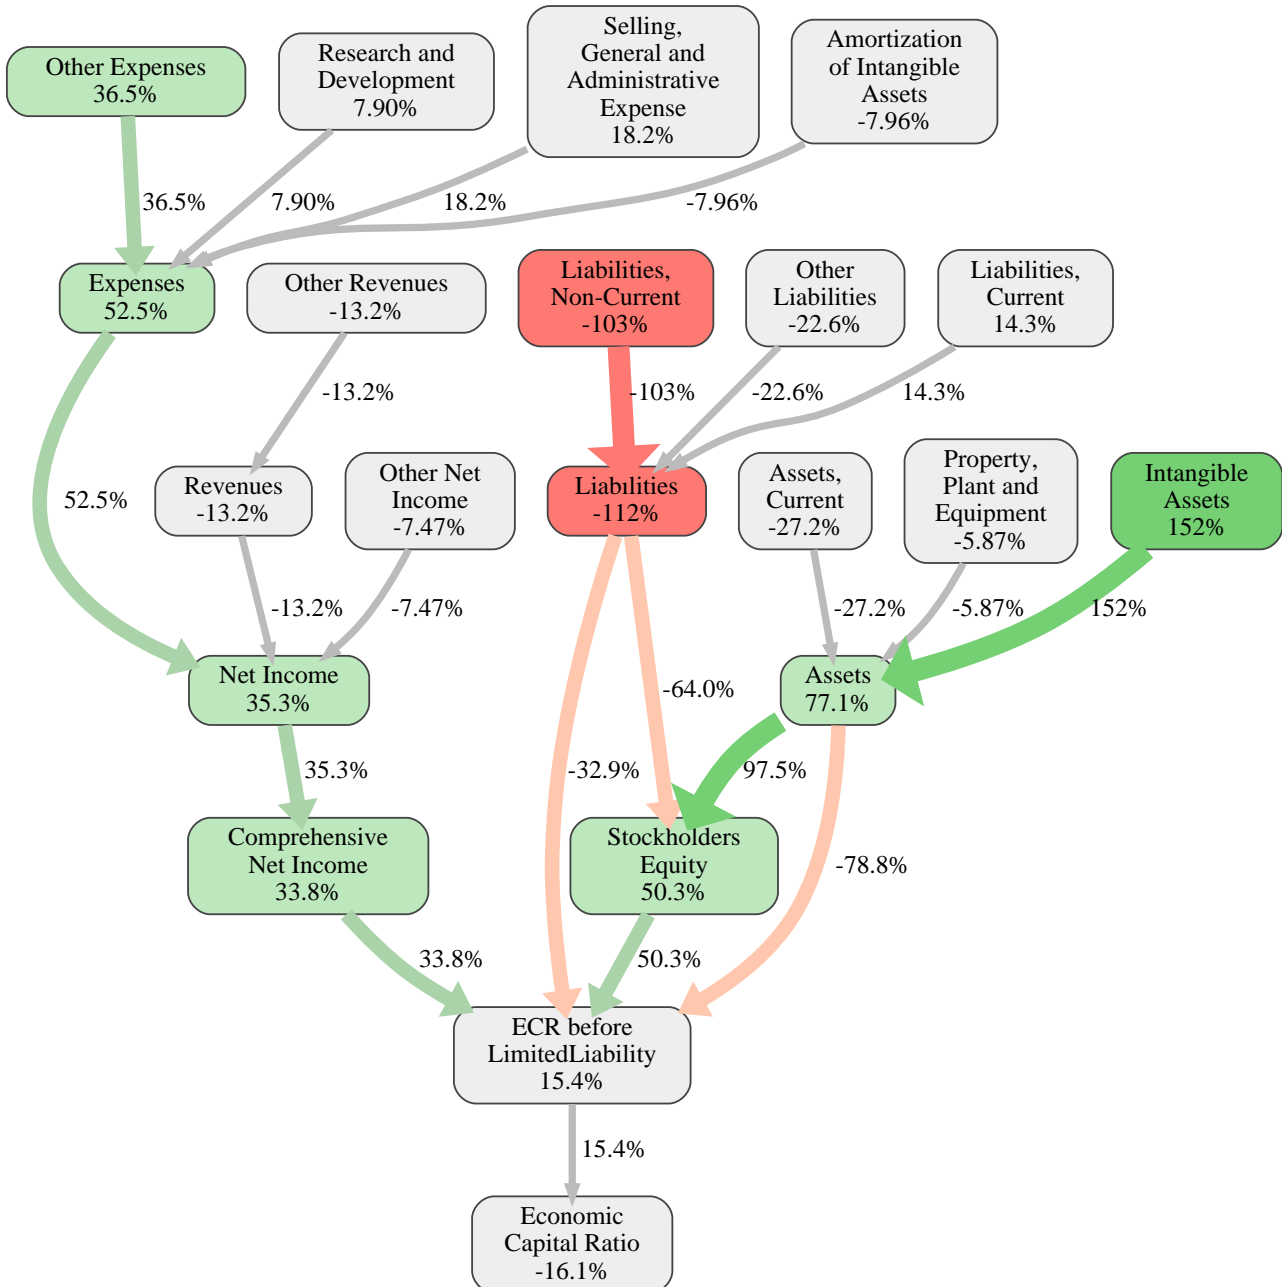 Other Expenses
36.5%
Research and
Development
7.90%
Selling,
General and
Administrative
Expense
18.2%
Amortization
of Intangible
Assets
-7.96%
36.5%
7.90%
18.2%
-7.96%
Expenses
52.5%
Other Revenues
-13.2%
Liabilities,
Non-Current
-103%
Other
Liabilities
-22.6%
Liabilities,
Current
14.3%
-13.2%
-103%
-22.6%
14.3%
52.5%
Revenues
-13.2%
Other Net
Income
-7.47%
Liabilities
-112%
Assets,
Current
-27.2%
Property,
Plant and
Equipment
-5.87%
Intangible
Assets
152%
-13.2%
-7.47%
-27.2%
-5.87%
152%
Net Income
35.3%
-64.0%
Assets
77.1%
35.3%
-32.9%
97.5%
Comprehensive
Net Income
33.8%
Stockholders
Equity
50.3%
-78.8%
33.8%
50.3%
ECR before
LimitedLiability
15.4%
15.4%
Economic
Capital Ratio
-16.1%